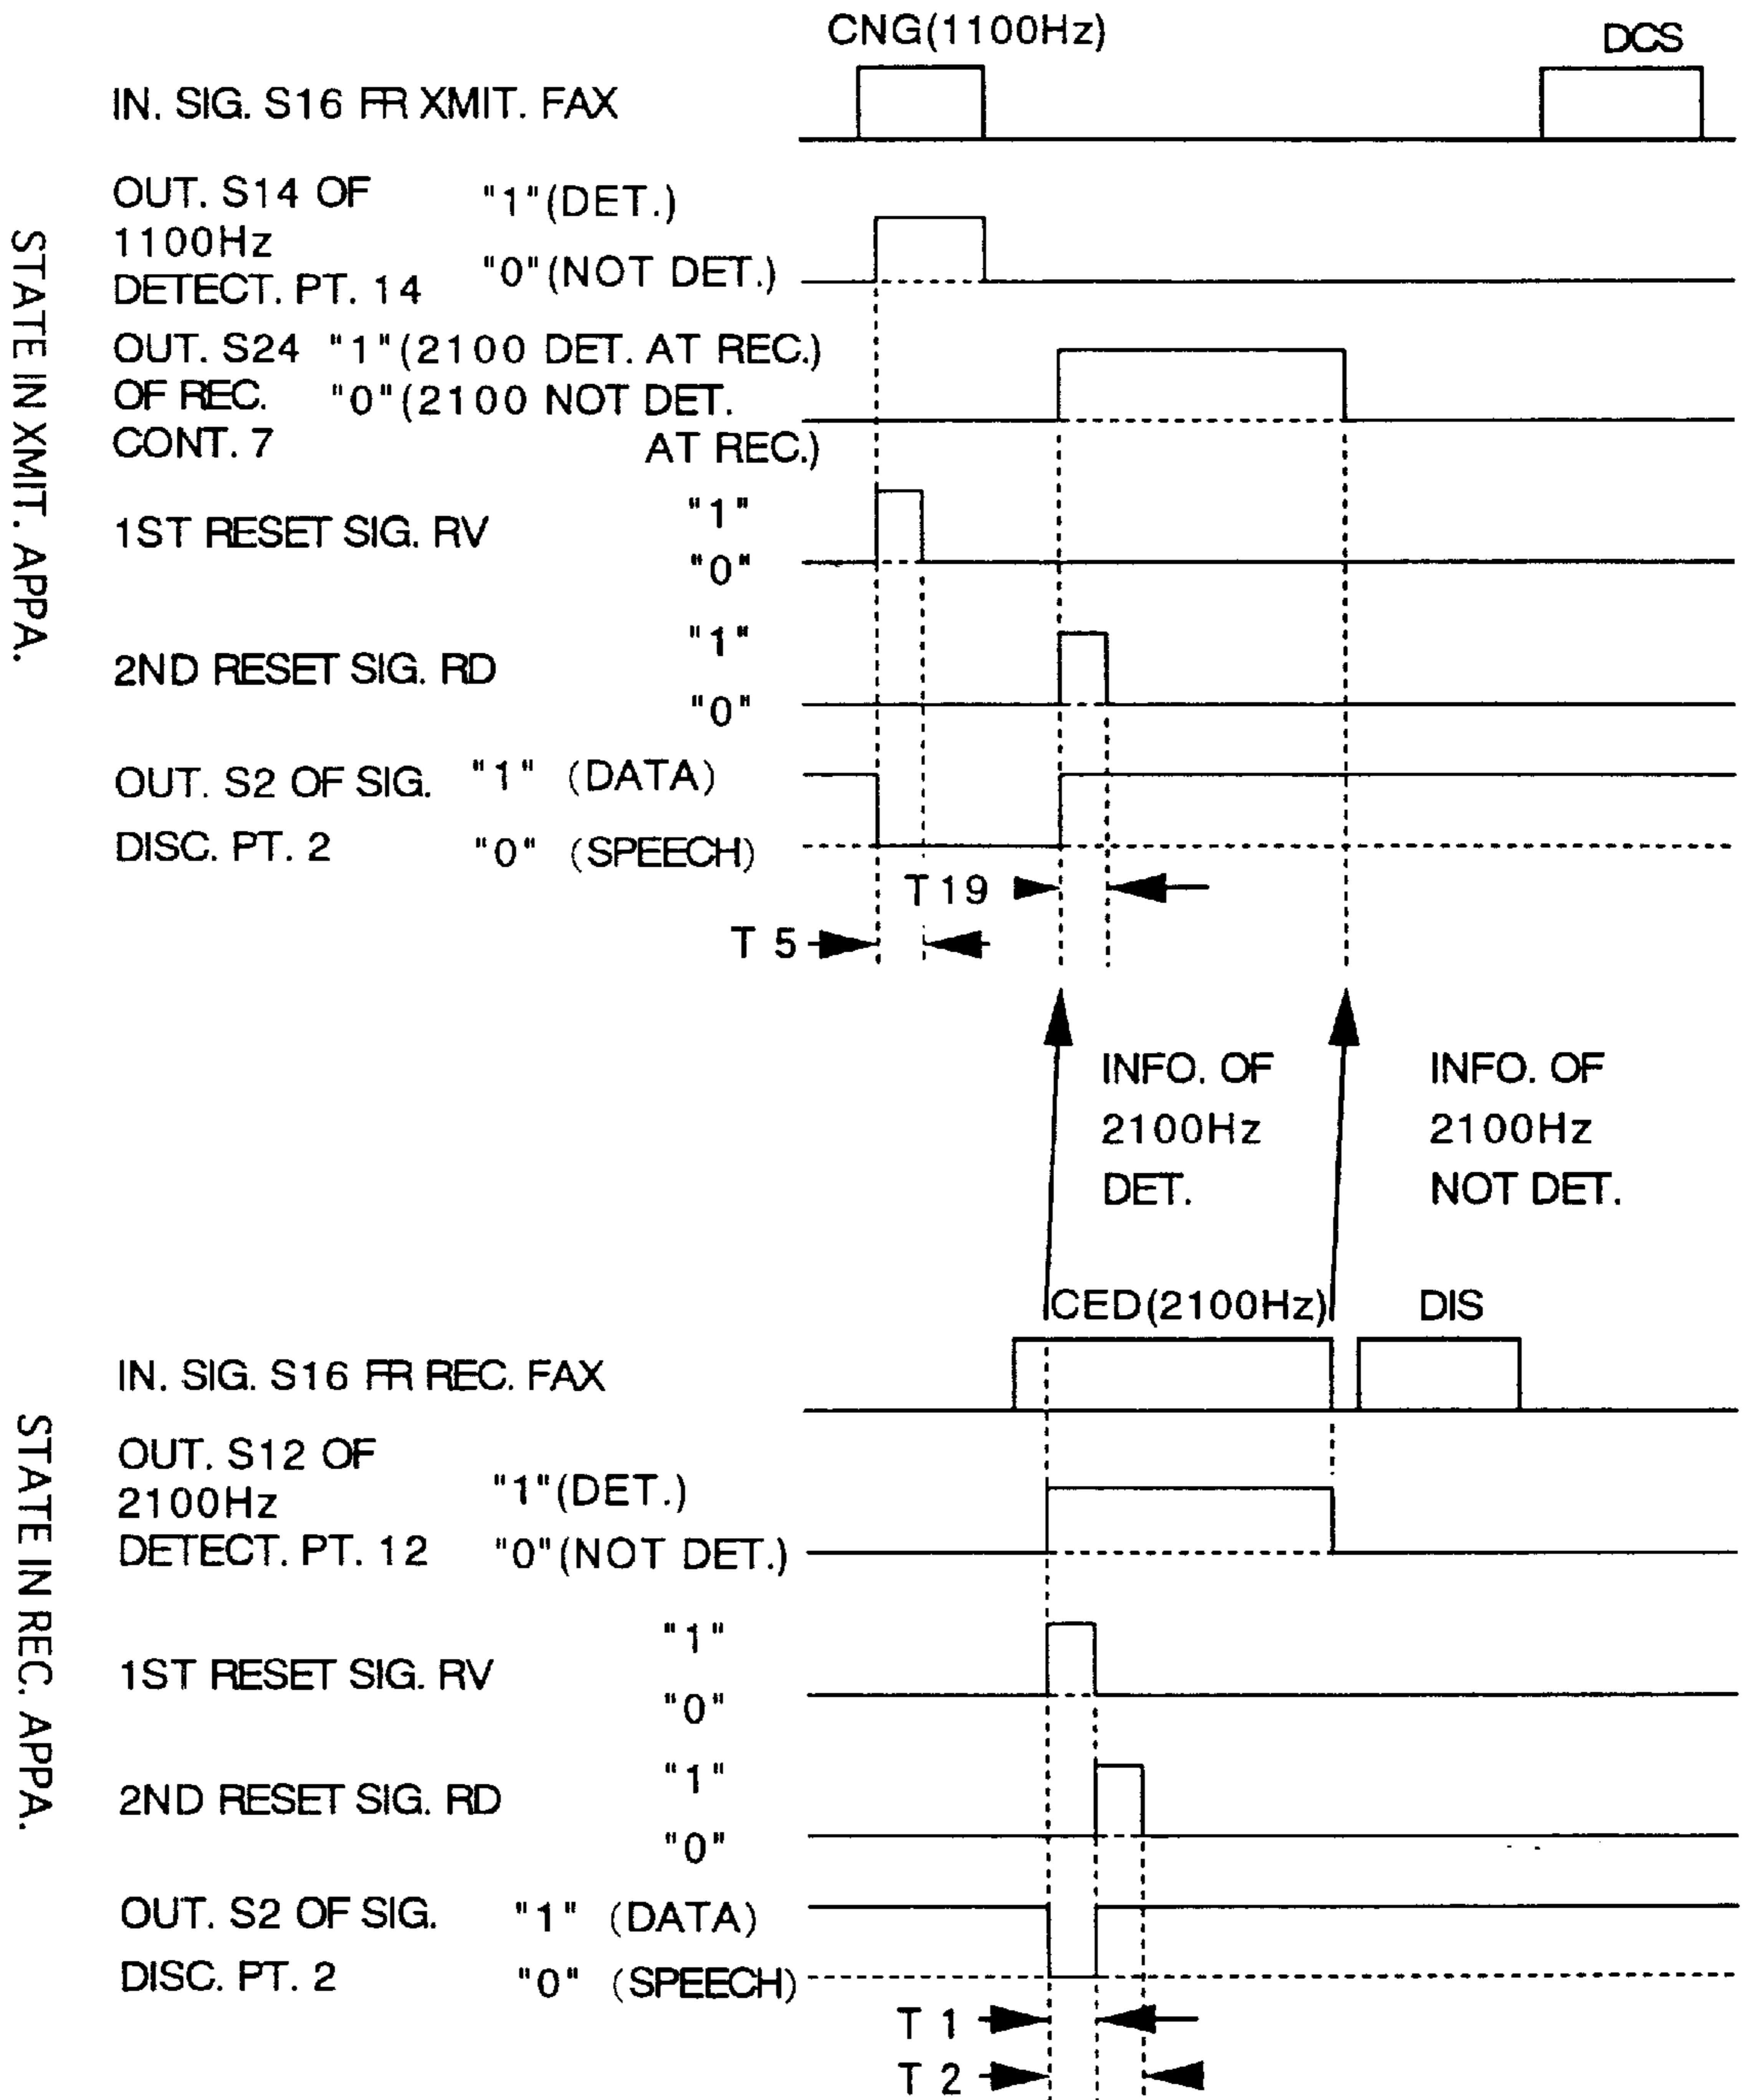 CNG(1100Hz)
DCS
IN. SIG. S16 FR XMIT. FAX
OUT. S14 OF
1100Hz
DETECT. PT. 14
"1"(DET.)
"0"(NOT DET.)
OUT. S24 "1"(2100 DET. AT REC.)
OF REC. "0"(2100 NOT DET.
CONT. 7 AT REC.)
1ST RESET SIG. RV
"1"
"0"
2ND RESET SIG. RD
"1"
"0"
OUT. S2 OF SIG. "1" (DATA)
DISC. PT. 2 "0" (SPEECH)
T 19
T 5
STATE IN XMIT. APPA.
INFO. OF
2100Hz
DET.
INFO. OF
2100Hz
NOT DET.
CED(2100Hz)
DIS
IN. SIG. S16 FR REC. FAX
OUT. S12 OF
2100Hz
DETECT. PT. 12
"1"(DET.)
"0"(NOT DET.)
1ST RESET SIG. RV
"1"
"0"
2ND RESET SIG. RD
"1"
"0"
OUT. S2 OF SIG. "1" (DATA)
DISC. PT. 2 "0" (SPEECH)
T 1
T 2
STATE IN REC. APPA.